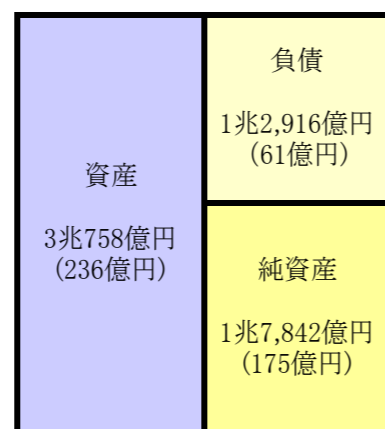 資産
3兆758億円
(236億円)
負債
1兆2,916億円
(61億円)
純資産
1兆7,842億円
(175億円)